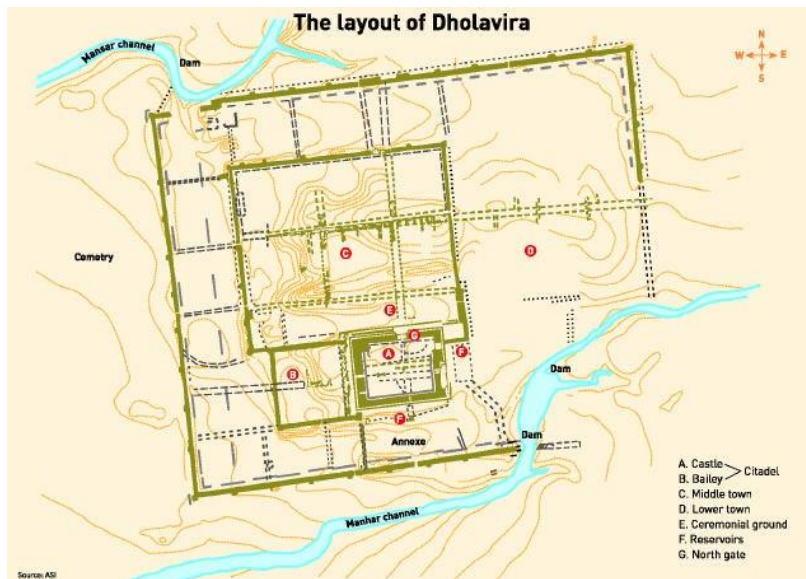 The layout of Dholavira
Mansar channel
Dam
N
W E
S
Cemetry
C
D
E
G
A
F
B
Dam
F
Annexe
Dam
Manhar channel
A. Castle
B. Bailey
Citadel
C. Middle town
D. Lower town
E. Ceremonial ground
F. Reservoirs
G. North gate
Source: ASI